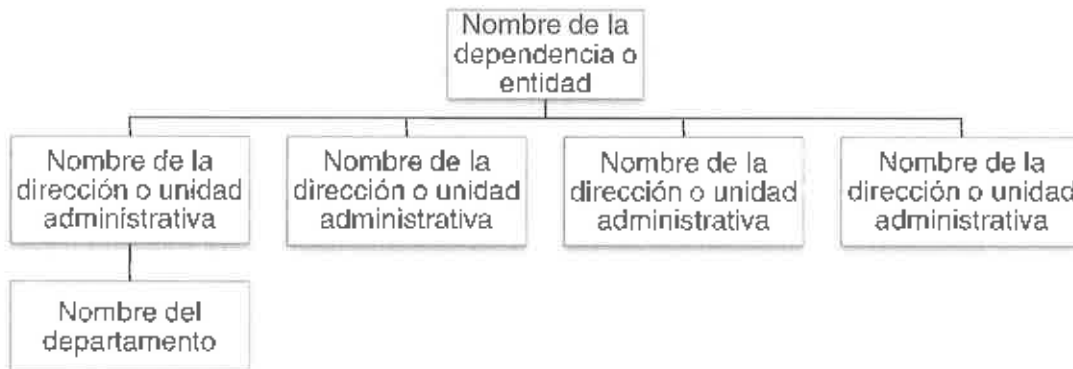 Nombre de la
dependencia o
entidad
Nombre de la
dirección o unidad
administrativa
Nombre de la
dirección o unidad
administrativa
Nombre de la
dirección o unidad
administrativa
Nombre de la
dirección o unidad
administrativa
Nombre del
departamento